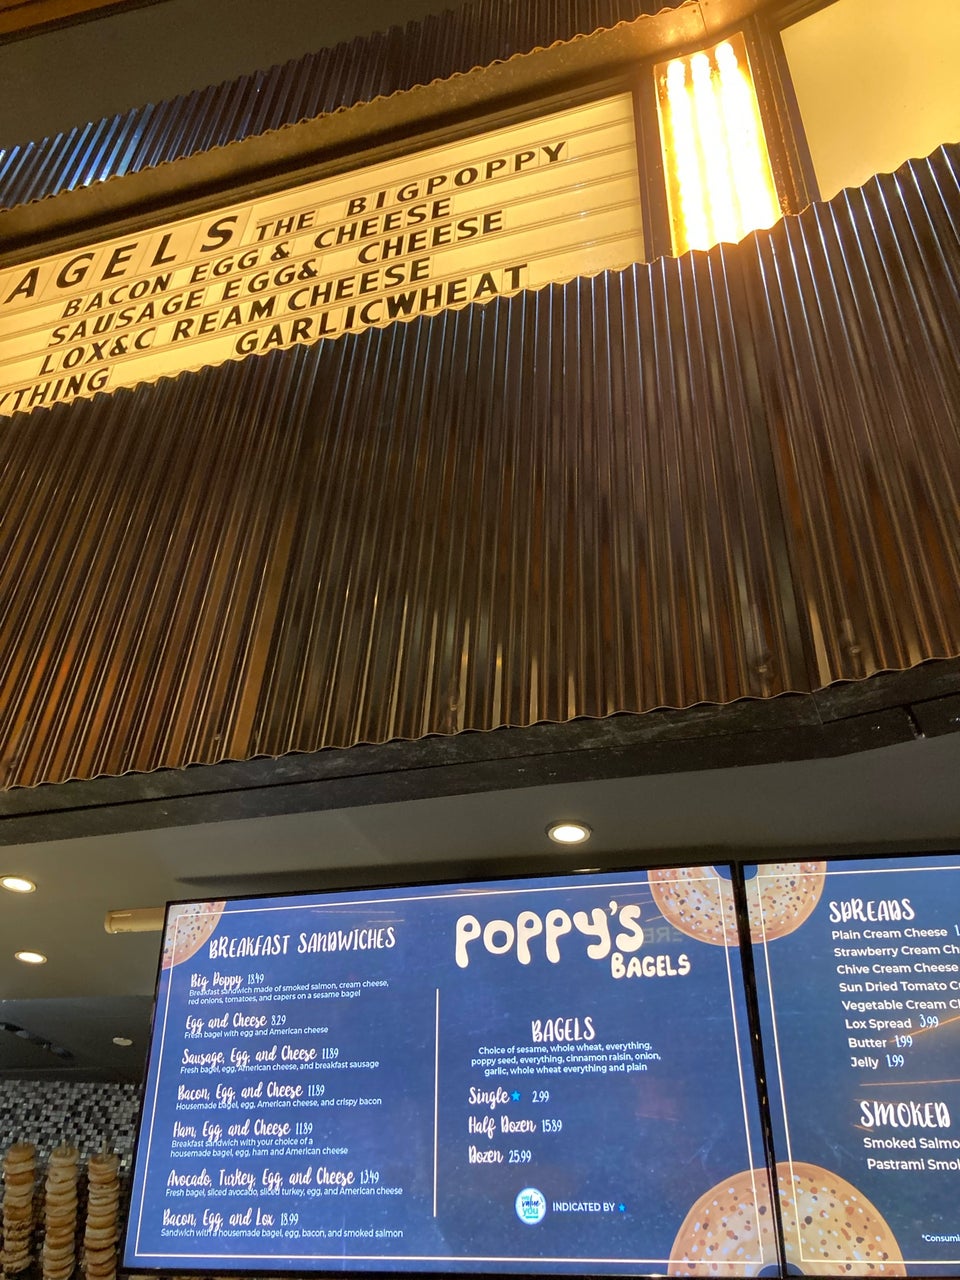 AGELS THE BIGPOPPY
BACON EGG & CHEESE
SAUSAGE EGG& CHEESE
LOX&C REAM CHEESE
YTHING GARLICWHEAT
BREAKFAST SANDWICHES
Big Poppy 18.49
Breakfast sandwich made of smoked salmon, cream cheese,
red onions, tomatoes, and capers on a sesame bagel
Egg and Cheese 8.29
Fresh bagel with egg and American cheese
Sausage, Egg, and Cheese 11.89
Fresh bagel, egg, American cheese, and breakfast sausage
Bacon, Egg, and Cheese 11.89
Housemade bagel, egg, American cheese, and crispy bacon
Ham, Egg, and Cheese 11.89
Breakfast sandwich with your choice of a
housemade bagel, egg, ham and American cheese
Avocado, Turkey, Egg, and Cheese 13.49
Fresh bagel, sliced avocado, sliced turkey, egg, and American cheese
Bacon, Egg, and Lox 18.99
Sandwich with a housemade bagel, egg, bacon, and smoked salmon
POPPY'S
BAGELS
BAGELS
Choice of sesame, whole wheat, everything,
poppy seed, everything, cinnamon raisin, onion,
garlic, whole wheat everything and plain
Single 2.99
Half Dozen 15.89
Dozen 25.99
value
you
INDICATED BY
SPREADS
Plain Cream Cheese
Strawberry Cream Ch
Chive Cream Cheese
Sun Dried Tomato C
Vegetable Cream C
Lox Spread 3.99
Butter 1.99
Jelly 1.99
SMOKED
Smoked Salmo
Pastrami Smo
*Consumi